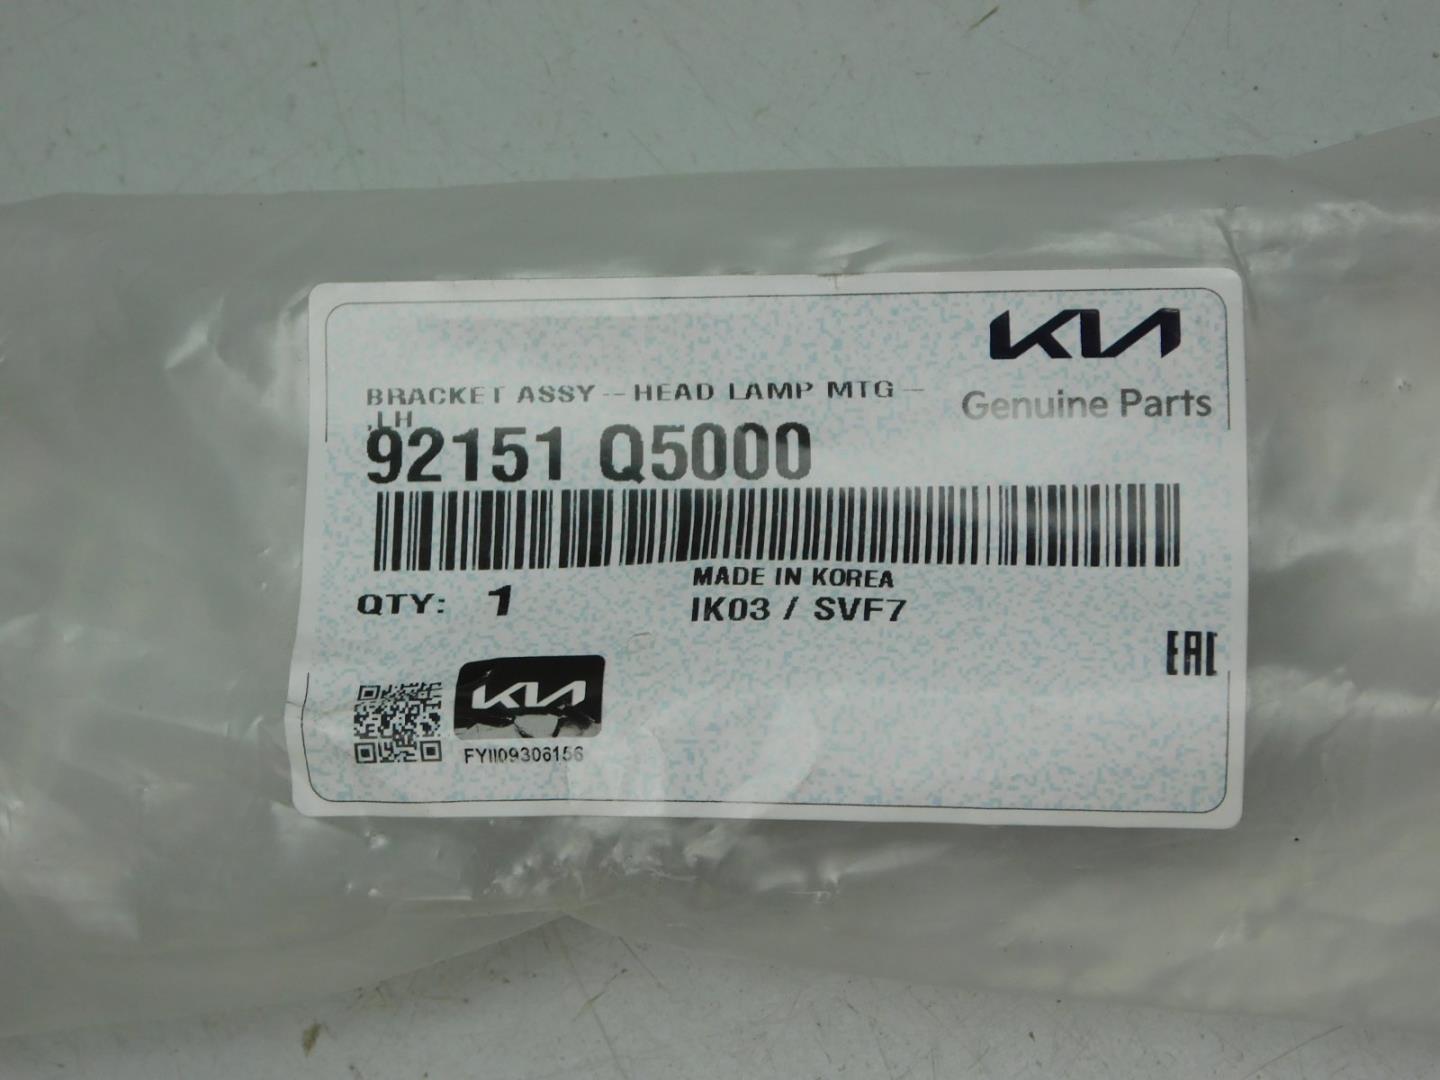 KIA
BRACKET ASSY--HEAD LAMP MTG--
,LH
Genuine Parts
92151 Q5000
MADE IN KOREA
QTY: 1
IK03 / SVF7
EAC
KIA
FYII09306156